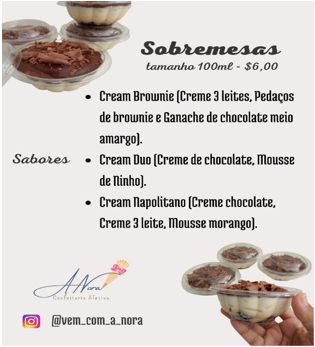 Sobremesas
tamanho 100ml - $6,00
Sabores
• Cream Brownie (Creme 3 leites, Pedaços
de brownie e Ganache de chocolate meio
amargo).
• Cream Duo (Creme de chocolate, Mousse
de Ninho).
• Cream Napolitano (Creme chocolate,
Creme 3 leite, Mousse morango).
A Nora
Confeitaria
@vem_com_a_nora